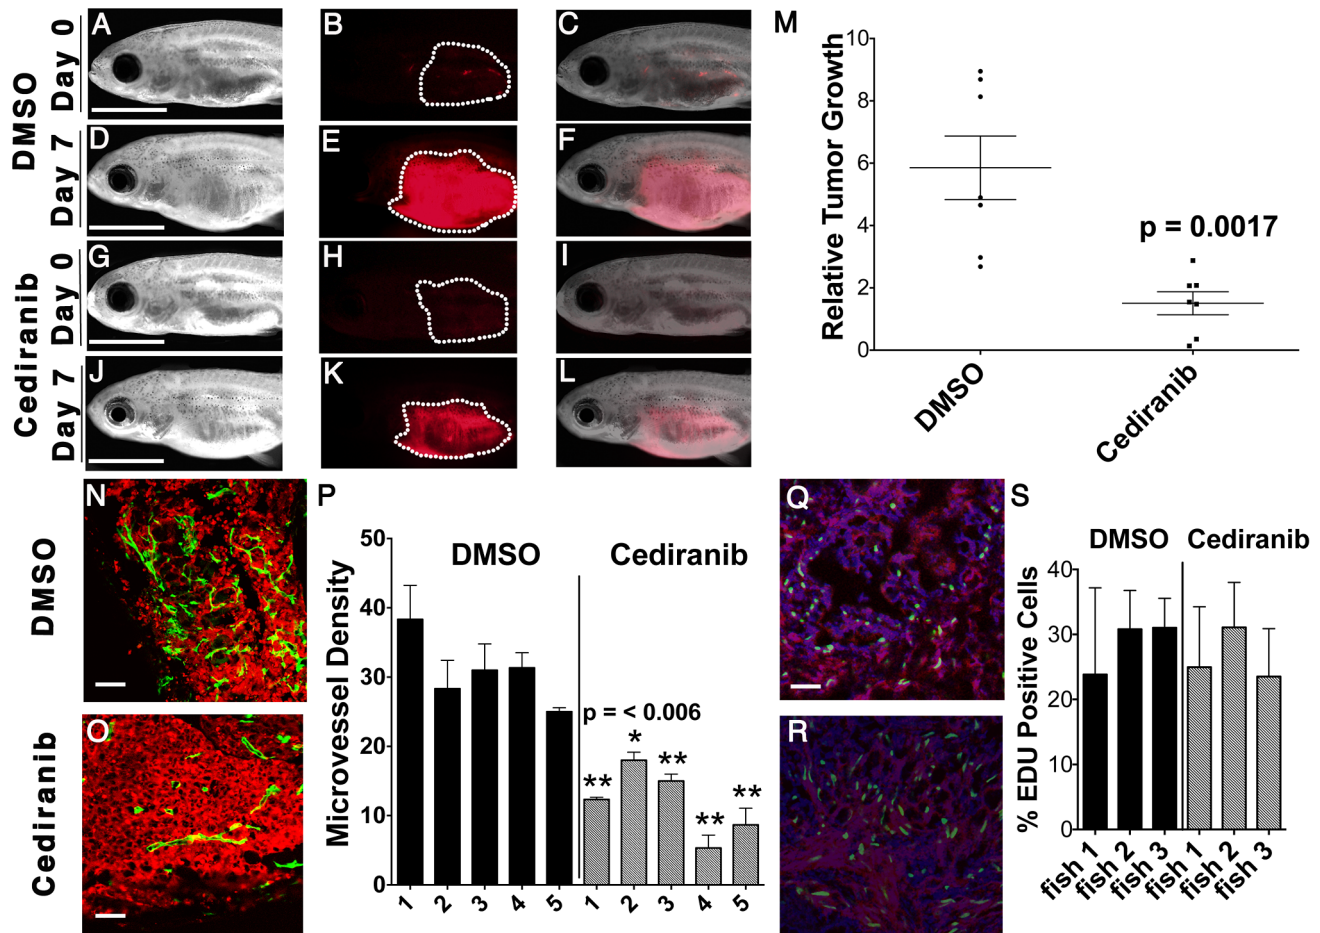 DMSO
Day 0
A
B
C
Day 7
D
E
F
Cediranib
Day 0
G
H
I
Day 7
J
K
L
M
Relative Tumor Growth
10
8
6
4
2
0
p = 0.0017
DMSO
Cediranib
DMSO
N
Cediranib
O
P
Microvessel Density
50
40
30
20
10
0
DMSO
Cediranib
p = < 0.006
**
*
**
**
**
1
2
3
4
5
1
2
3
4
5
Q
R
S
% EDU Positive Cells
DMSO
Cediranib
40
30
20
10
0
fish 1
fish 2
fish 3
fish 1
fish 2
fish 3